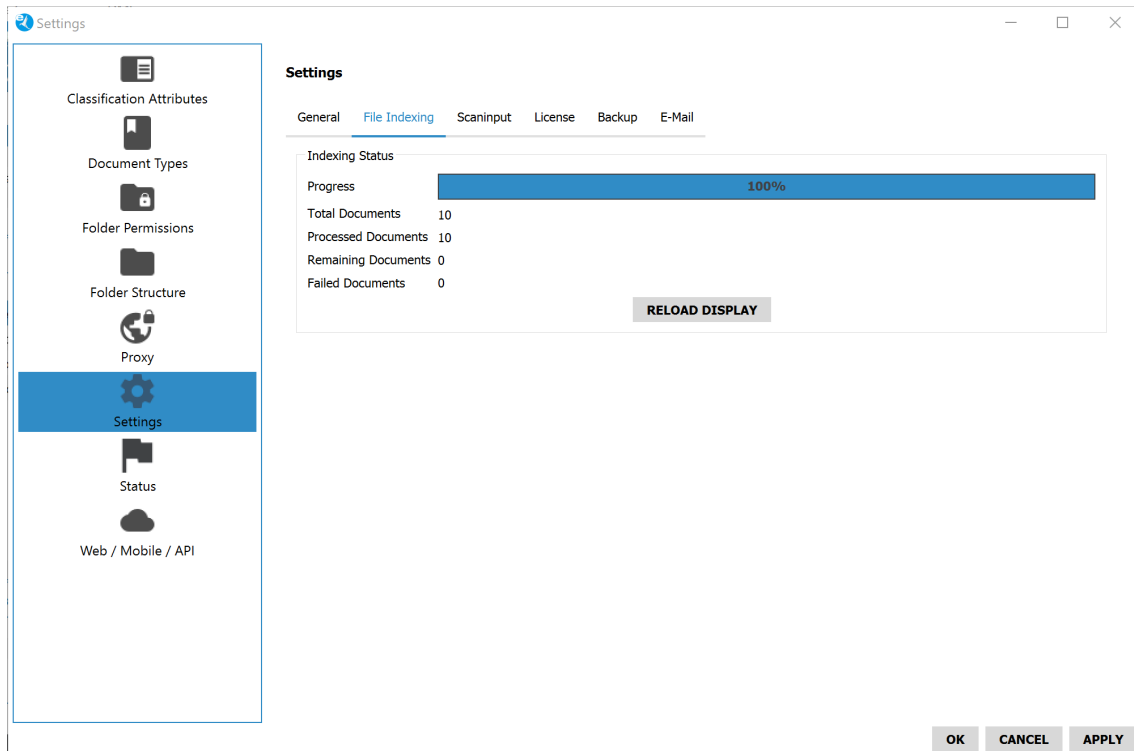 Settings
Classification Attributes
Document Types
Folder Permissions
Folder Structure
Proxy
Settings
Status
Web / Mobile / API
Settings
General File Indexing Scaninput License Backup E-Mail
Indexing Status
Progress 100%
Total Documents 10
Processed Documents 10
Remaining Documents 0
Failed Documents 0
RELOAD DISPLAY
OK CANCEL APPLY